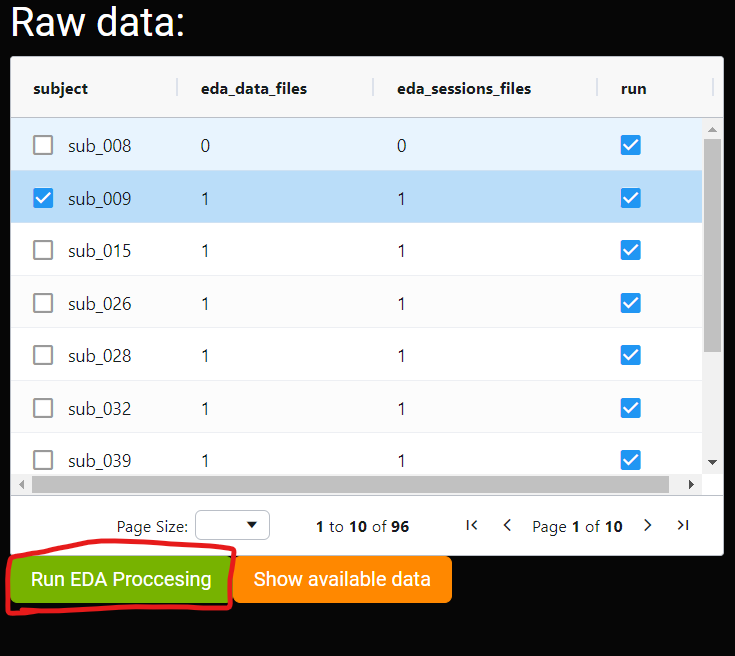 Raw data:
subject eda_data_files eda_sessions_files run
sub_008 0 0
sub_009 1 1
sub_015 1 1
sub_026 1 1
sub_028 1 1
sub_032 1 1
sub_039 1 1
Page Size: 1 to 10 of 96 Page 1 of 10
Run EDA Proccesing Show available data